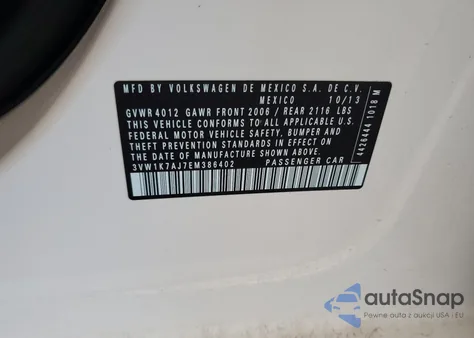 MFD BY VOLKSWAGEN DE MEXICO S.A. DE C.V.
MEXICO 10/13
GVWR 4012 GAWR FRONT 2006 / REAR 2116 LBS
THIS VEHICLE CONFORMS TO ALL APPLICABLE U.S.
FEDERAL MOTOR VEHICLE SAFETY, BUMPER AND
THEFT PREVENTION STANDARDS IN EFFECT ON
THE DATE OF MANUFACTURE SHOWN ABOVE.
3VW1K7AJ7EM386402 PASSENGER CAR
4426444 1018 M
autoSnap
Pewne auta z aukcji USA i EU